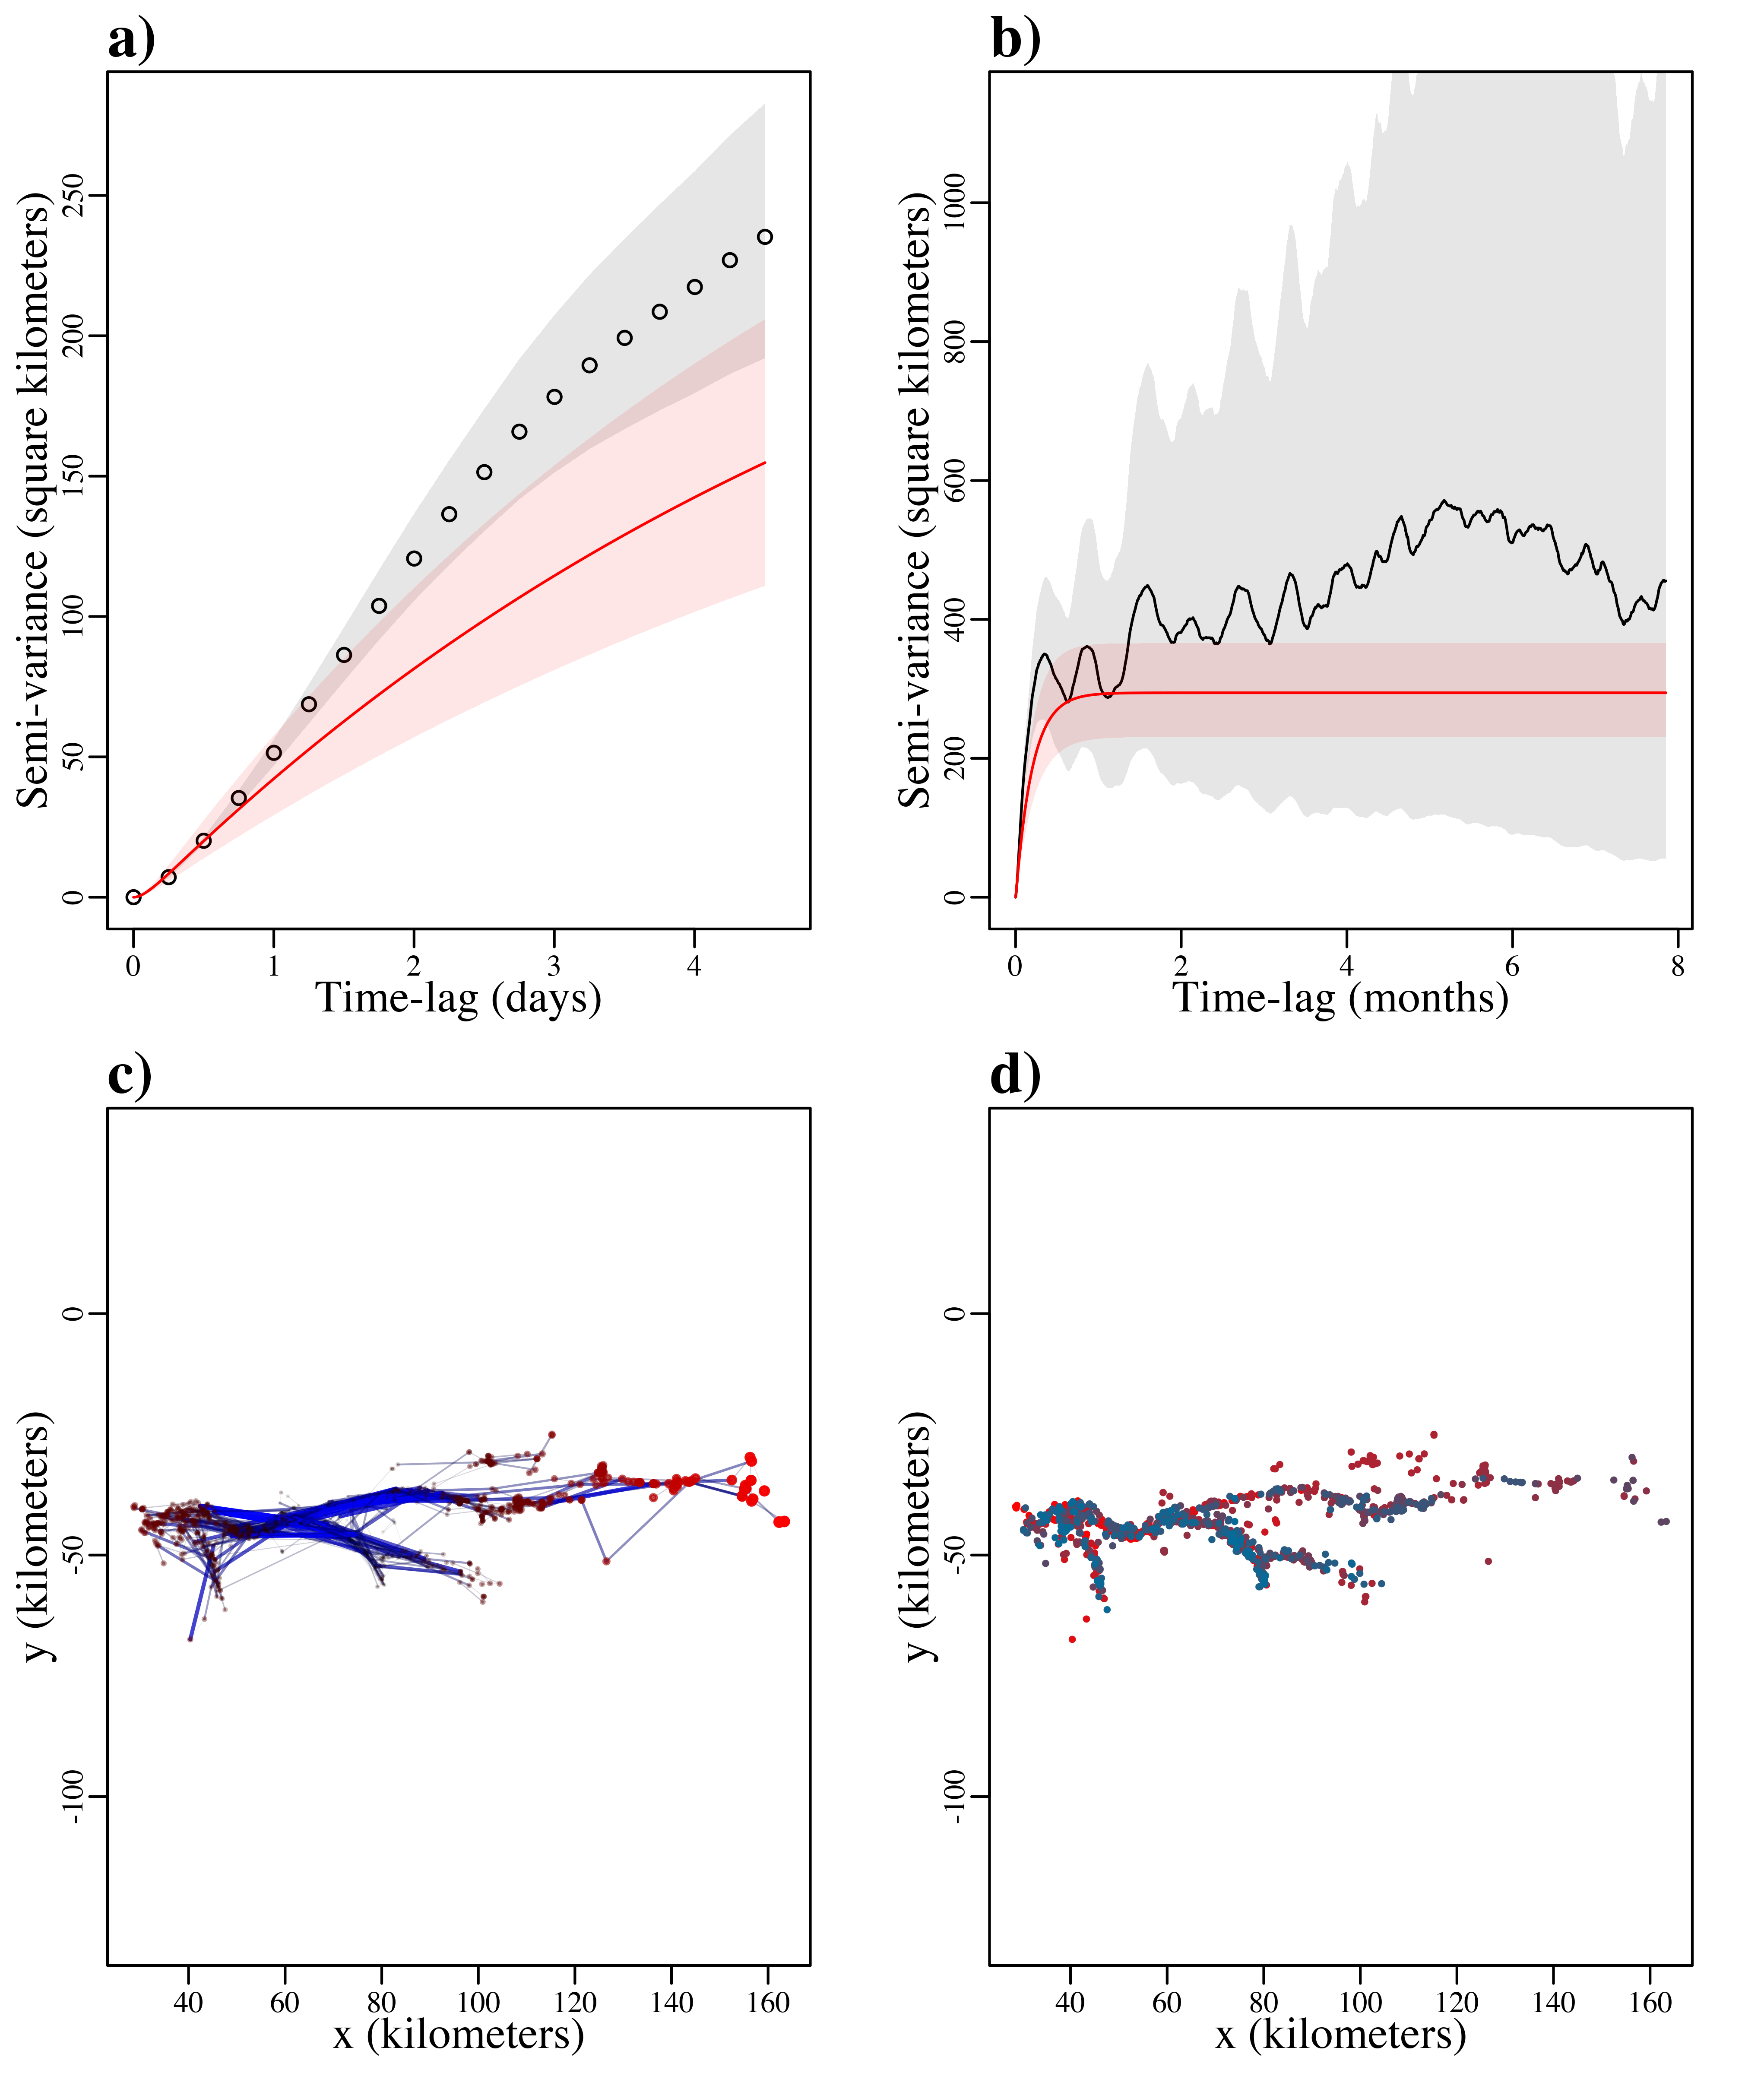 a)
Semi-variance (square kilometers)
250
200
150
100
50
0
0 1 2 3 4
Time-lag (days)
b)
Semi-variance (square kilometers)
1000
800
600
400
200
0
0 2 4 6 8
Time-lag (months)
c)
y (kilometers)
0
-50
-100
40 60 80 100 120 140 160
x (kilometers)
d)
y (kilometers)
0
-50
-100
40 60 80 100 120 140 160
x (kilometers)